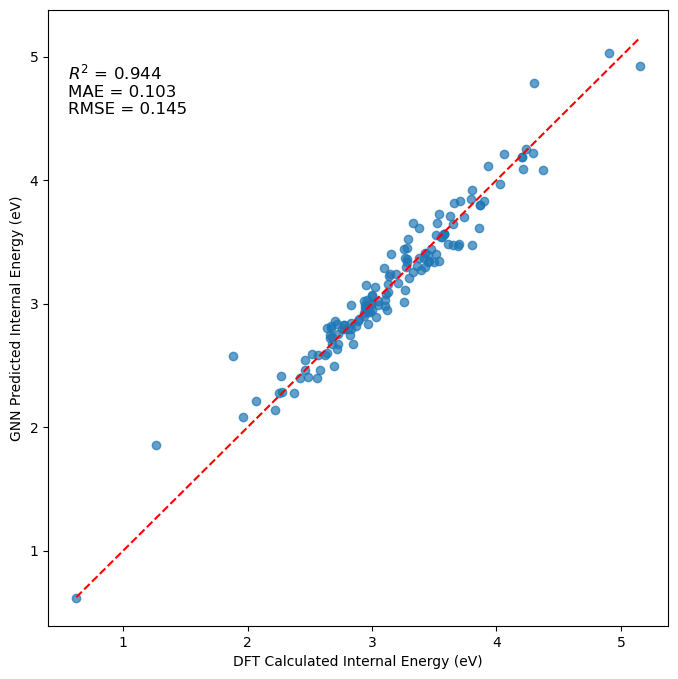 R² = 0.944
MAE = 0.103
RMSE = 0.145
5
4
3
2
1
GNN Predicted Internal Energy (eV)
1 2 3 4 5
DFT Calculated Internal Energy (eV)